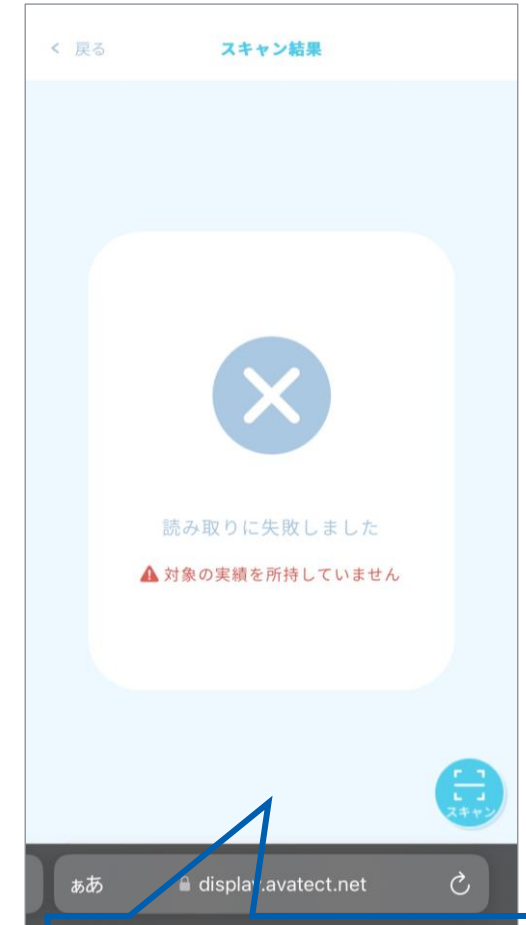 < 戻る
スキャン結果
読み取りに失敗しました
対象の実績を所持していません
スキャン
ぁあ
display.avatect.net